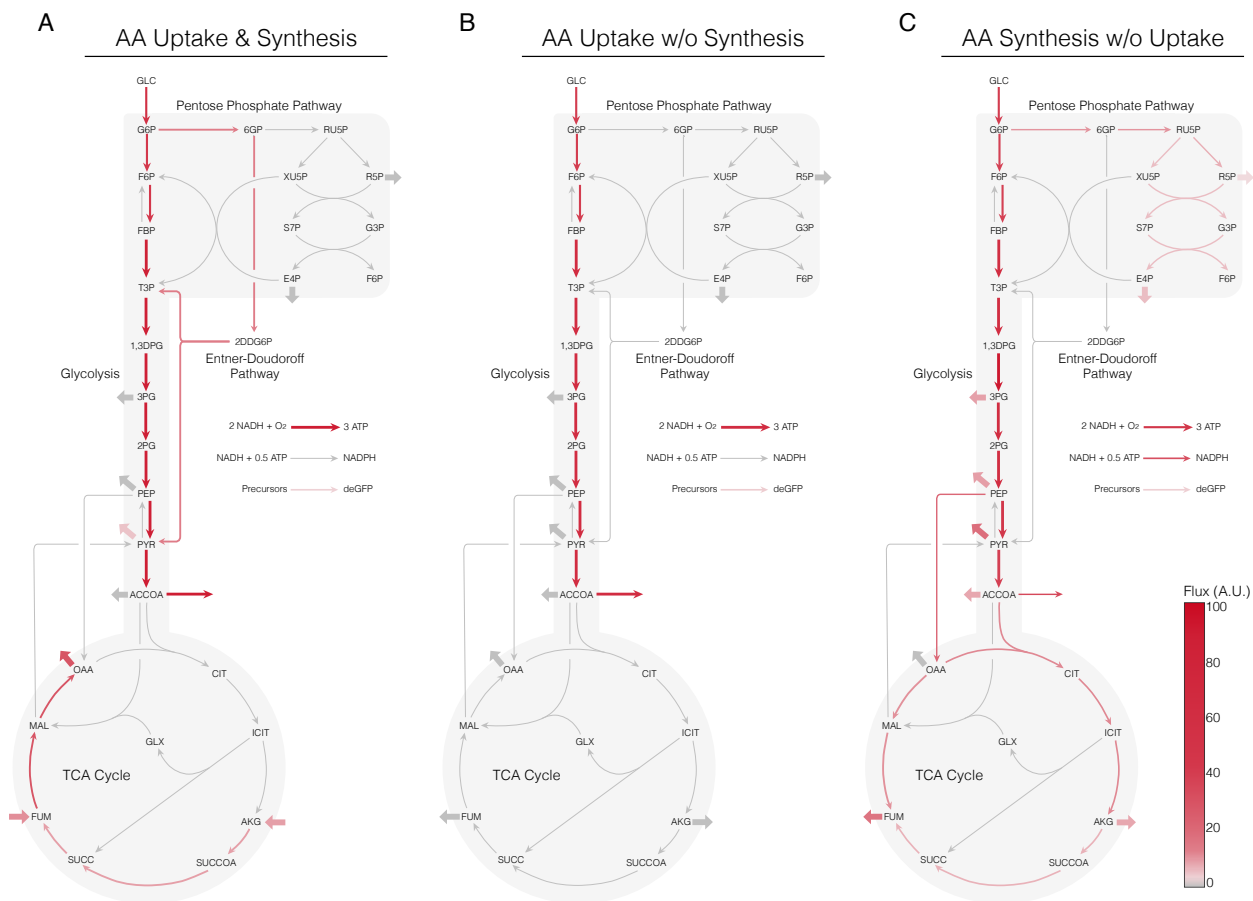 A
AA Uptake & Synthesis
GLC
Pentose Phosphate Pathway
G6P
6GP
RU5P
F6P
XU5P
R5P
FBP
S7P
G3P
T3P
E4P
F6P
1,3DPG
2DDG6P
Entner-Doudoroff
Pathway
Glycolysis
3PG
2 NADH + O2
3 ATP
2PG
NADH + 0.5 ATP
NADPH
PEP
Precursors
deGFP
PYR
ACCOA
OAA
CIT
MAL
GLX
ICIT
TCA Cycle
FUM
AKG
SUCC
SUCCOA
B
AA Uptake w/o Synthesis
GLC
Pentose Phosphate Pathway
G6P
6GP
RU5P
F6P
XU5P
R5P
FBP
S7P
G3P
T3P
E4P
F6P
1,3DPG
2DDG6P
Entner-Doudoroff
Pathway
Glycolysis
3PG
2 NADH + O2
3 ATP
2PG
NADH + 0.5 ATP
NADPH
PEP
Precursors
deGFP
PYR
ACCOA
OAA
CIT
MAL
GLX
ICIT
TCA Cycle
FUM
AKG
SUCC
SUCCOA
C
AA Synthesis w/o Uptake
GLC
Pentose Phosphate Pathway
G6P
6GP
RU5P
F6P
XU5P
R5P
FBP
S7P
G3P
T3P
E4P
F6P
1,3DPG
2DDG6P
Entner-Doudoroff
Pathway
Glycolysis
3PG
2 NADH + O2
3 ATP
2PG
NADH + 0.5 ATP
NADPH
PEP
Precursors
deGFP
PYR
ACCOA
OAA
CIT
MAL
GLX
ICIT
TCA Cycle
FUM
AKG
SUCC
SUCCOA
Flux (A.U.)
100
80
60
40
20
0